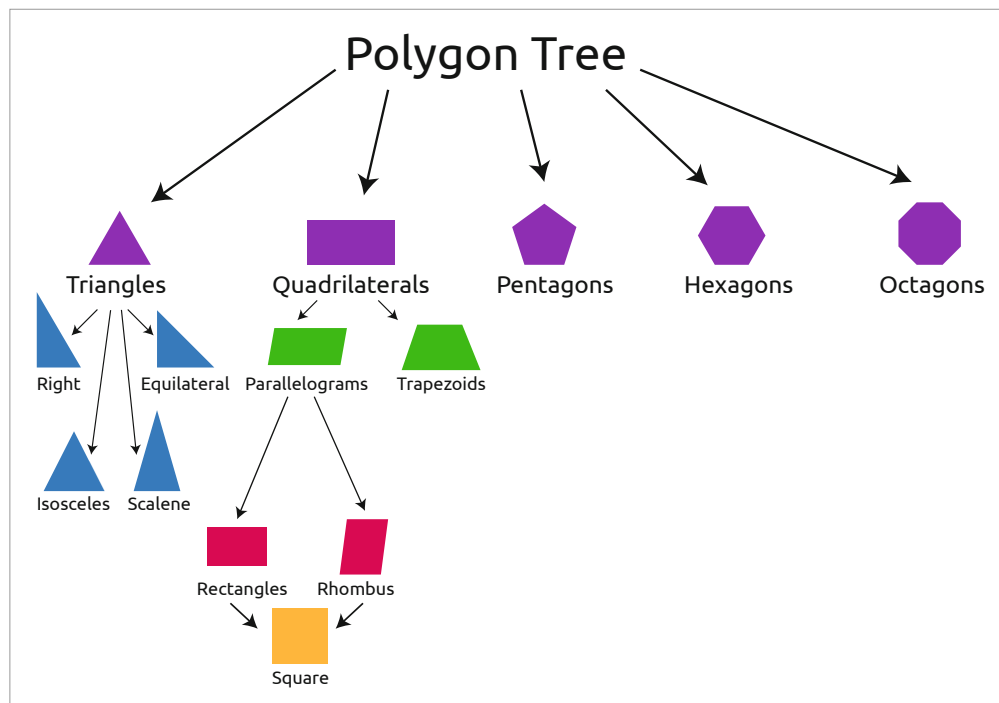 Polygon Tree
Triangles
Quadrilaterals
Pentagons
Hexagons
Octagons
Right
Equilateral
Parallelograms
Trapezoids
Isosceles
Scalene
Rectangles
Rhombus
Square